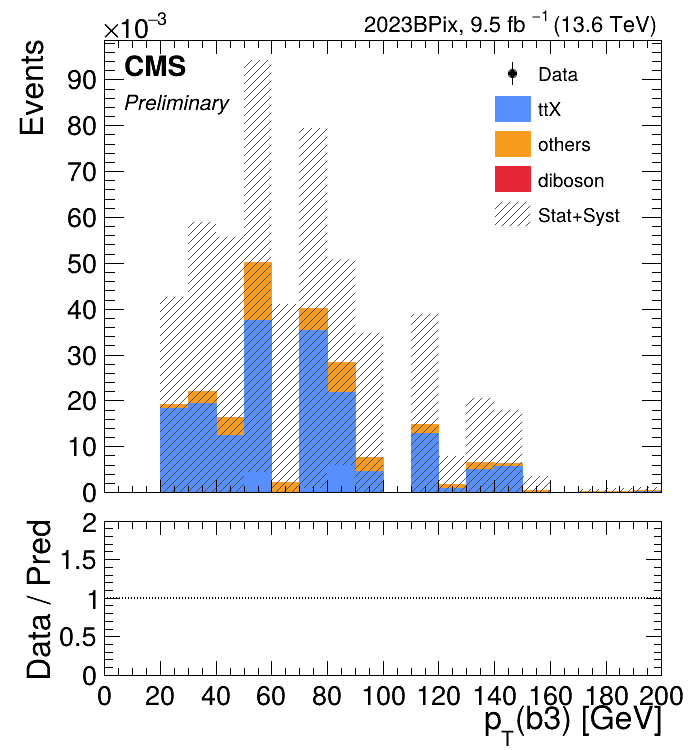 ×10⁻³
2023BPix, 9.5 fb⁻¹ (13.6 TeV)
Events
CMS
Preliminary
Data
ttX
others
diboson
Stat+Syst
90
80
70
60
50
40
30
20
10
0
Data / Pred
2
1.5
1
0.5
0
0 20 40 60 80 100 120 140 160 180 200
p_T(b3) [GeV]